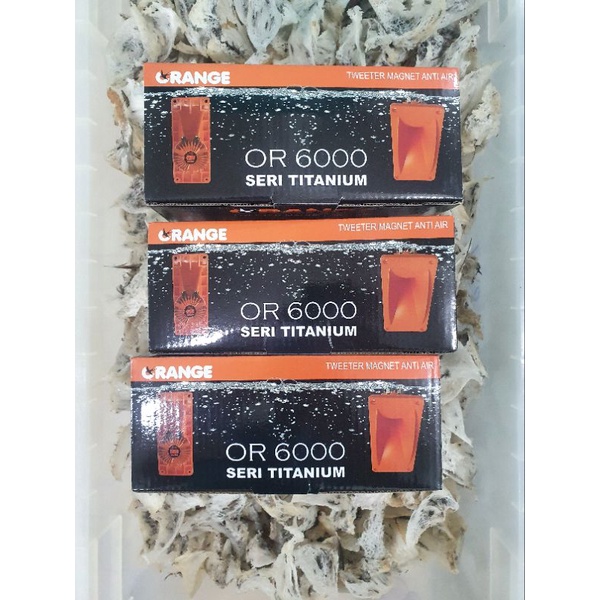 ORANGE
TWEETER MAGNET ANTI AIR
OR 6000
SERI TITANIUM
ORANGE
ORANGE
TWEETER MAGNET ANTI AIR
OR 6000
SERI TITANIUM
ORANGE
TWEETER MAGNET ANTI AIR
OR 6000
SERI TITANIUM